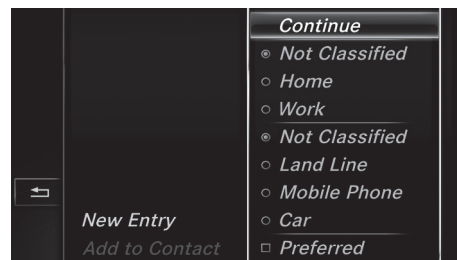 Continue
Not Classified
Home
Work
Not Classified
Land Line
Mobile Phone
Car
Preferred
New Entry
Add to Contact